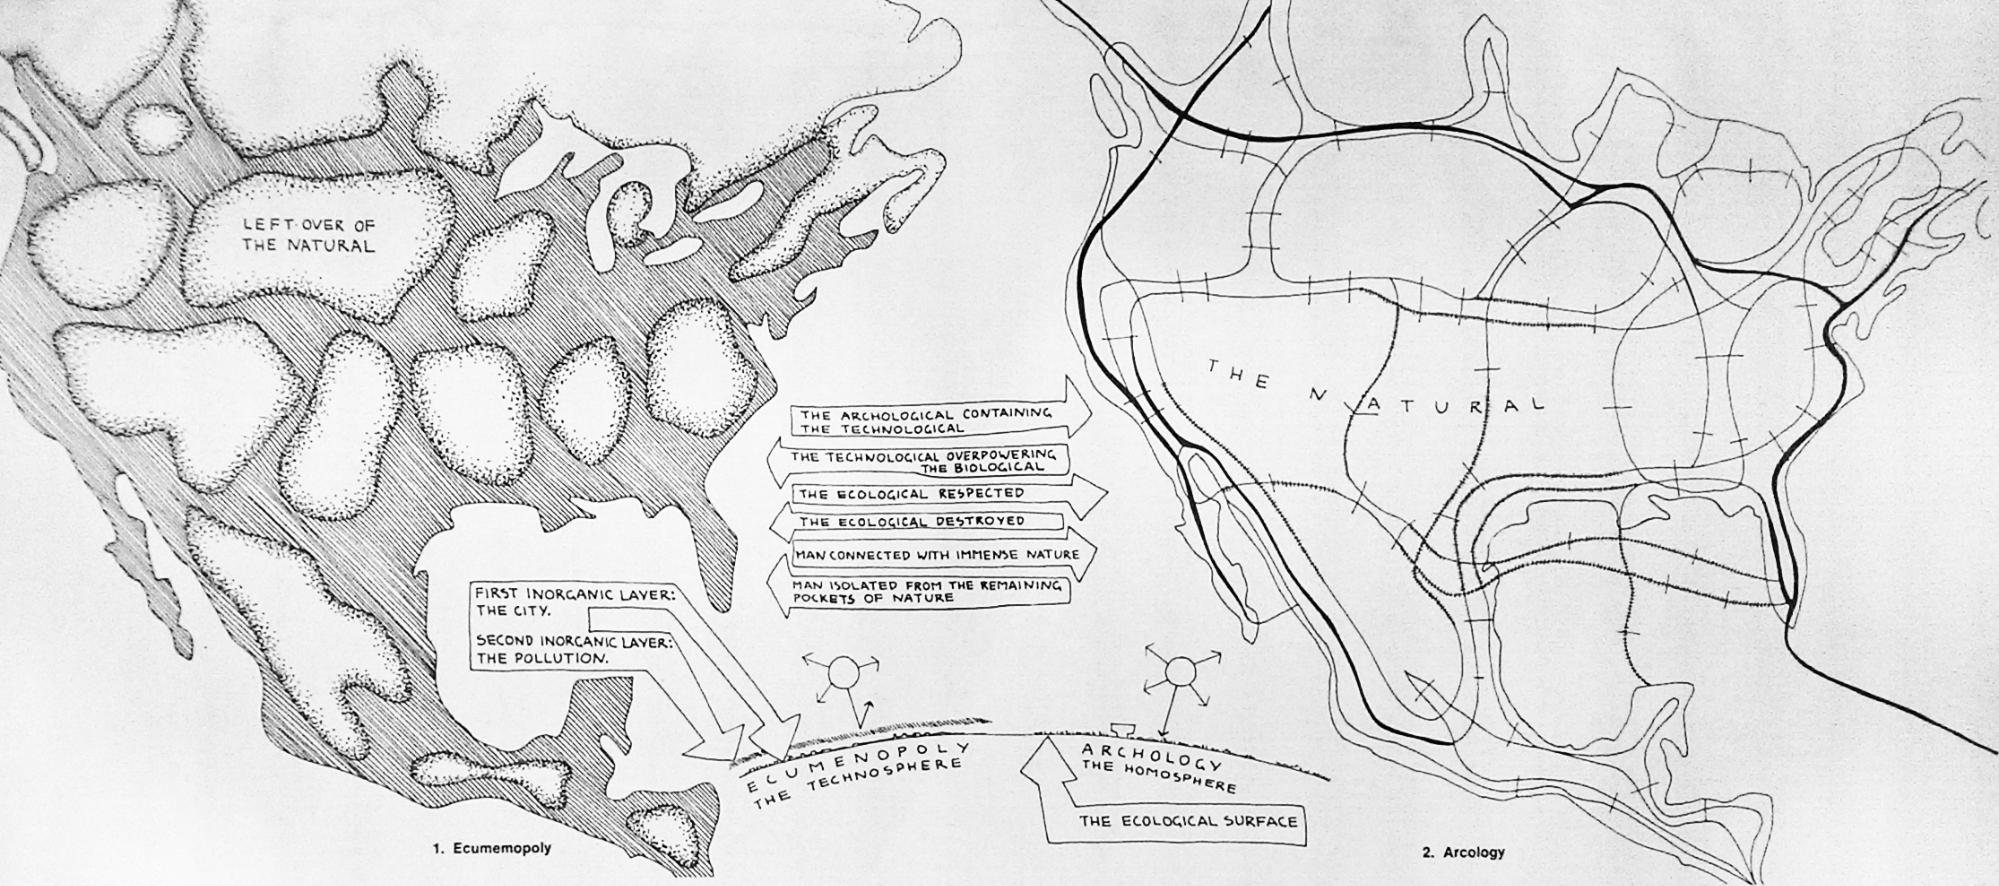 LEFT-OVER OF
THE NATURAL
THE NATURAL
THE ARCHOLOGICAL CONTAINING
THE TECHNOLOGICAL
THE TECHNOLOGICAL OVERPOWERING
THE BIOLOGICAL
THE ECOLOGICAL RESPECTED
THE ECOLOGICAL DESTROYED
MAN CONNECTED WITH IMMENSE NATURE
MAN ISOLATED FROM THE REMAINING
POCKETS OF NATURE
FIRST INORGANIC LAYER:
THE CITY.
SECOND INORGANIC LAYER:
THE POLLUTION.
ECUMENOPOLY
THE TECHNOSPHERE
ARCHOLOGY
THE HOMOSPHERE
THE ECOLOGICAL SURFACE
1. Ecumemopoly
2. Arcology